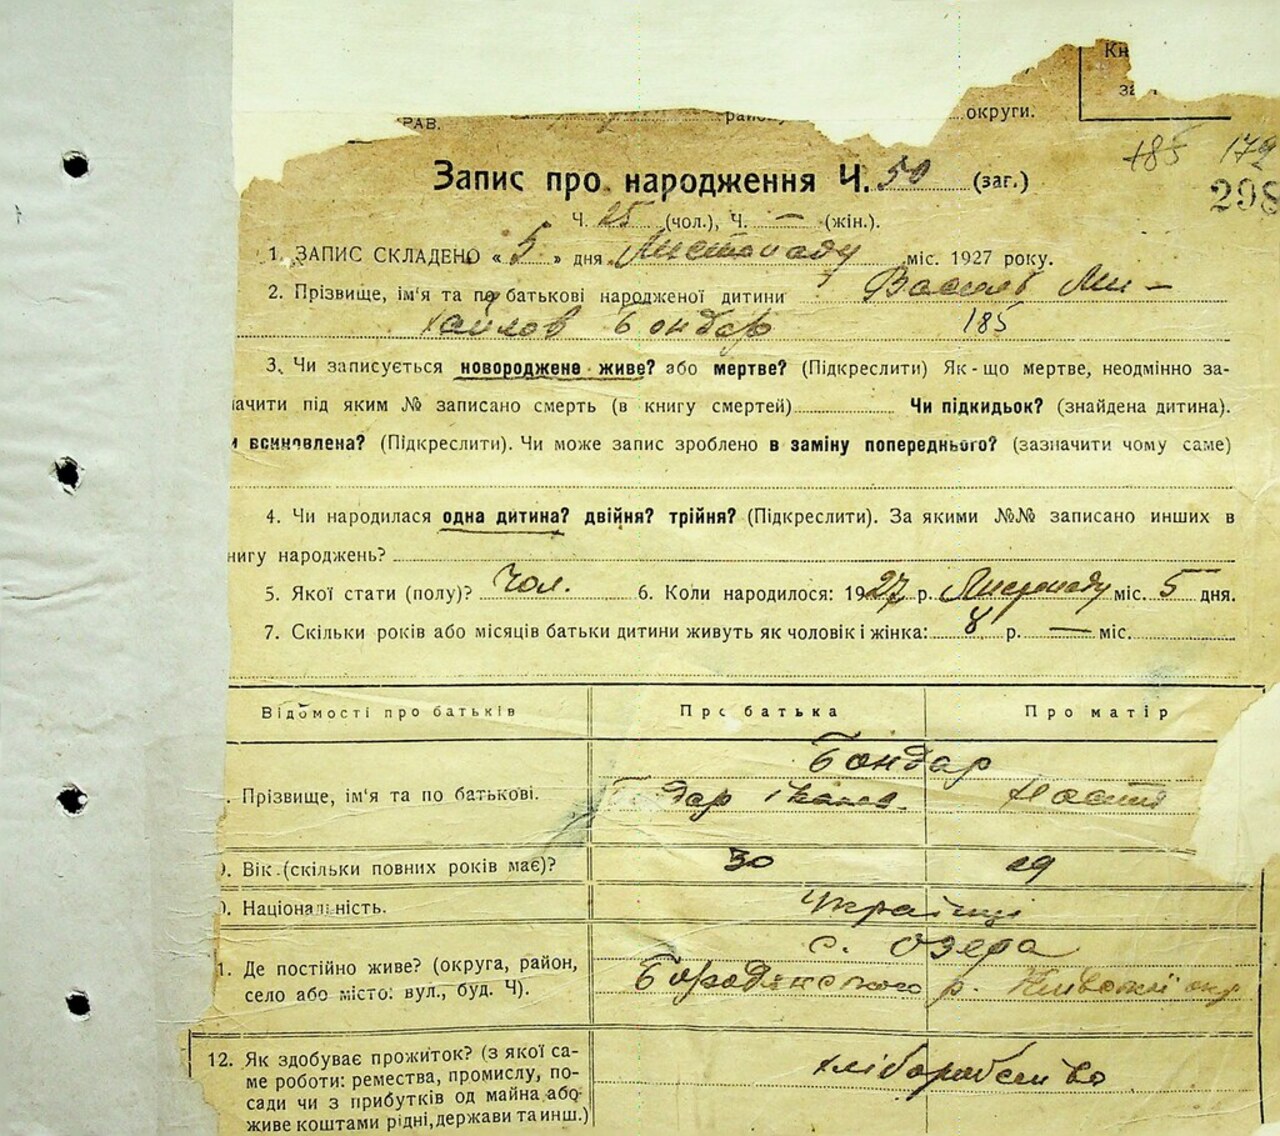 Кн
за
РАВ. район округи.
185 179
298
Запис про народження Ч. 50 (заг.)
Ч. 25 (чол.), Ч. — (жін.).
1. ЗАПИС СКЛАДЕНО « 5 » дня Листопаду міс. 1927 року.
2. Прізвище, ім'я та по батькові народженої дитини Василь Ми-
хайлов Бондар 185
3. Чи записується новороджене живе? або мертве? (Підкреслити) Як-що мертве, неодмінно за-
начити під яким № записано смерть (в книгу смертей) Чи підкидьок? (знайдена дитина).
и всиновлена? (Підкреслити). Чи може запис зроблено в заміну попереднього? (зазначити чому саме)
4. Чи народилася одна дитина? двійня? трійня? (Підкреслити). За якими №№ записано инших в
книгу народжень?
5. Якої стати (полу)? Чол. 6. Коли народилося: 1927 р. Листопаду міс. 5 дня.
7. Скільки років або місяців батьки дитини живуть як чоловік і жінка: 8 р. — міс.
Відомості про батьків Про батька Про матір
Бондар
. Прізвище, ім'я та по батькові. Настя
9. Вік (скільки повних років має)? 30 29
0. Національність. Українці
с. Озера
1. Де постійно живе? (округа, район, Бородянського р. Київської окр
село або місто: вул., буд. Ч).
12. Як здобуває прожиток? (з якої са- хліборобство
ме роботи: ремества, промислу, по-
сади чи з прибутків од майна або
живе коштами рідні, держави та инш.)